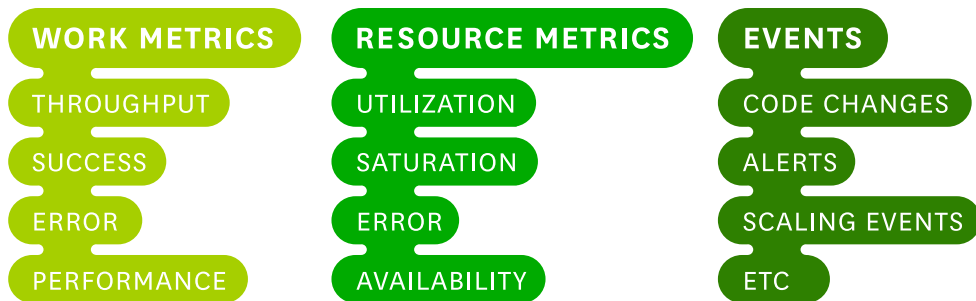 WORK METRICS
THROUGHPUT
SUCCESS
ERROR
PERFORMANCE
RESOURCE METRICS
UTILIZATION
SATURATION
ERROR
AVAILABILITY
EVENTS
CODE CHANGES
ALERTS
SCALING EVENTS
ETC